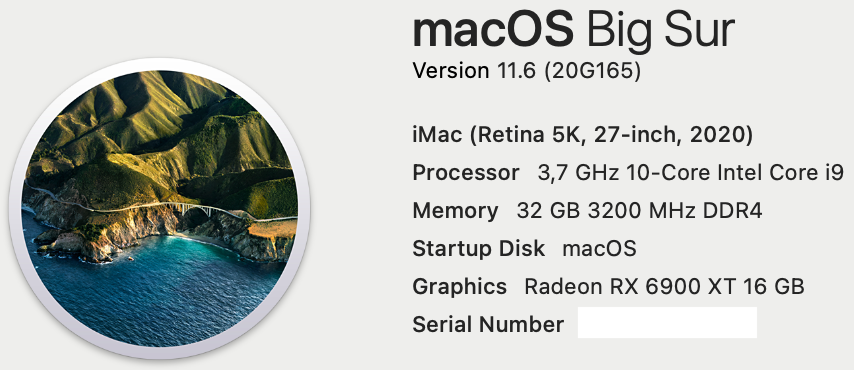 macOS Big Sur
Version 11.6 (20G165)
iMac (Retina 5K, 27-inch, 2020)
Processor 3,7 GHz 10-Core Intel Core i9
Memory 32 GB 3200 MHz DDR4
Startup Disk macOS
Graphics Radeon RX 6900 XT 16 GB
Serial Number